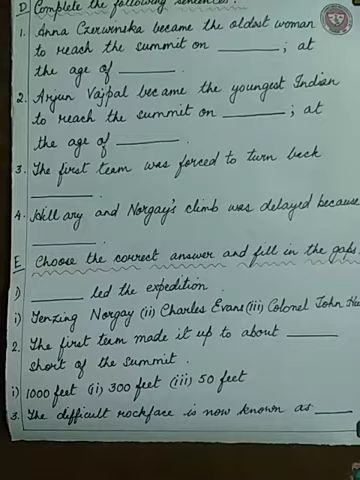 D) Complete the following sentences.
1. Anna Czerwinska became the oldest woman
to reach the summit on ________ ; at
the age of ________ .
2. Arjun Vajpal became the youngest Indian
to reach the summit on ________ ; at
the age of ________ .
3. The first team was forced to turn back
________ .
4. Hillary and Norgay's climb was delayed because
________ .
E. Choose the correct answer and fill in the gaps.
1) ________ led the expedition.
i) Tenzing Norgay (ii) Charles Evans (iii) Colonel John
2. The first team made it up to about ________
short of the summit.
i) 1000 feet (ii) 300 feet (iii) 50 feet
3. The difficult rockface is now known as ________